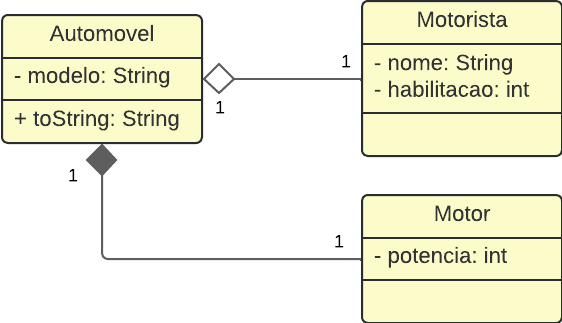 Automovel
- modelo: String
+ toString: String
1
1
Motorista
- nome: String
- habilitacao: int
1
1
Motor
- potencia: int